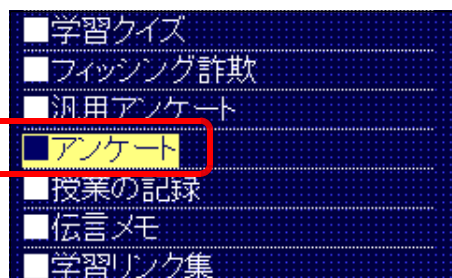 ■学習クイズ
■フィッシング詐欺
■汎用アンケート
■アンケート
■授業の記録
■伝言メモ
■学習リンク集